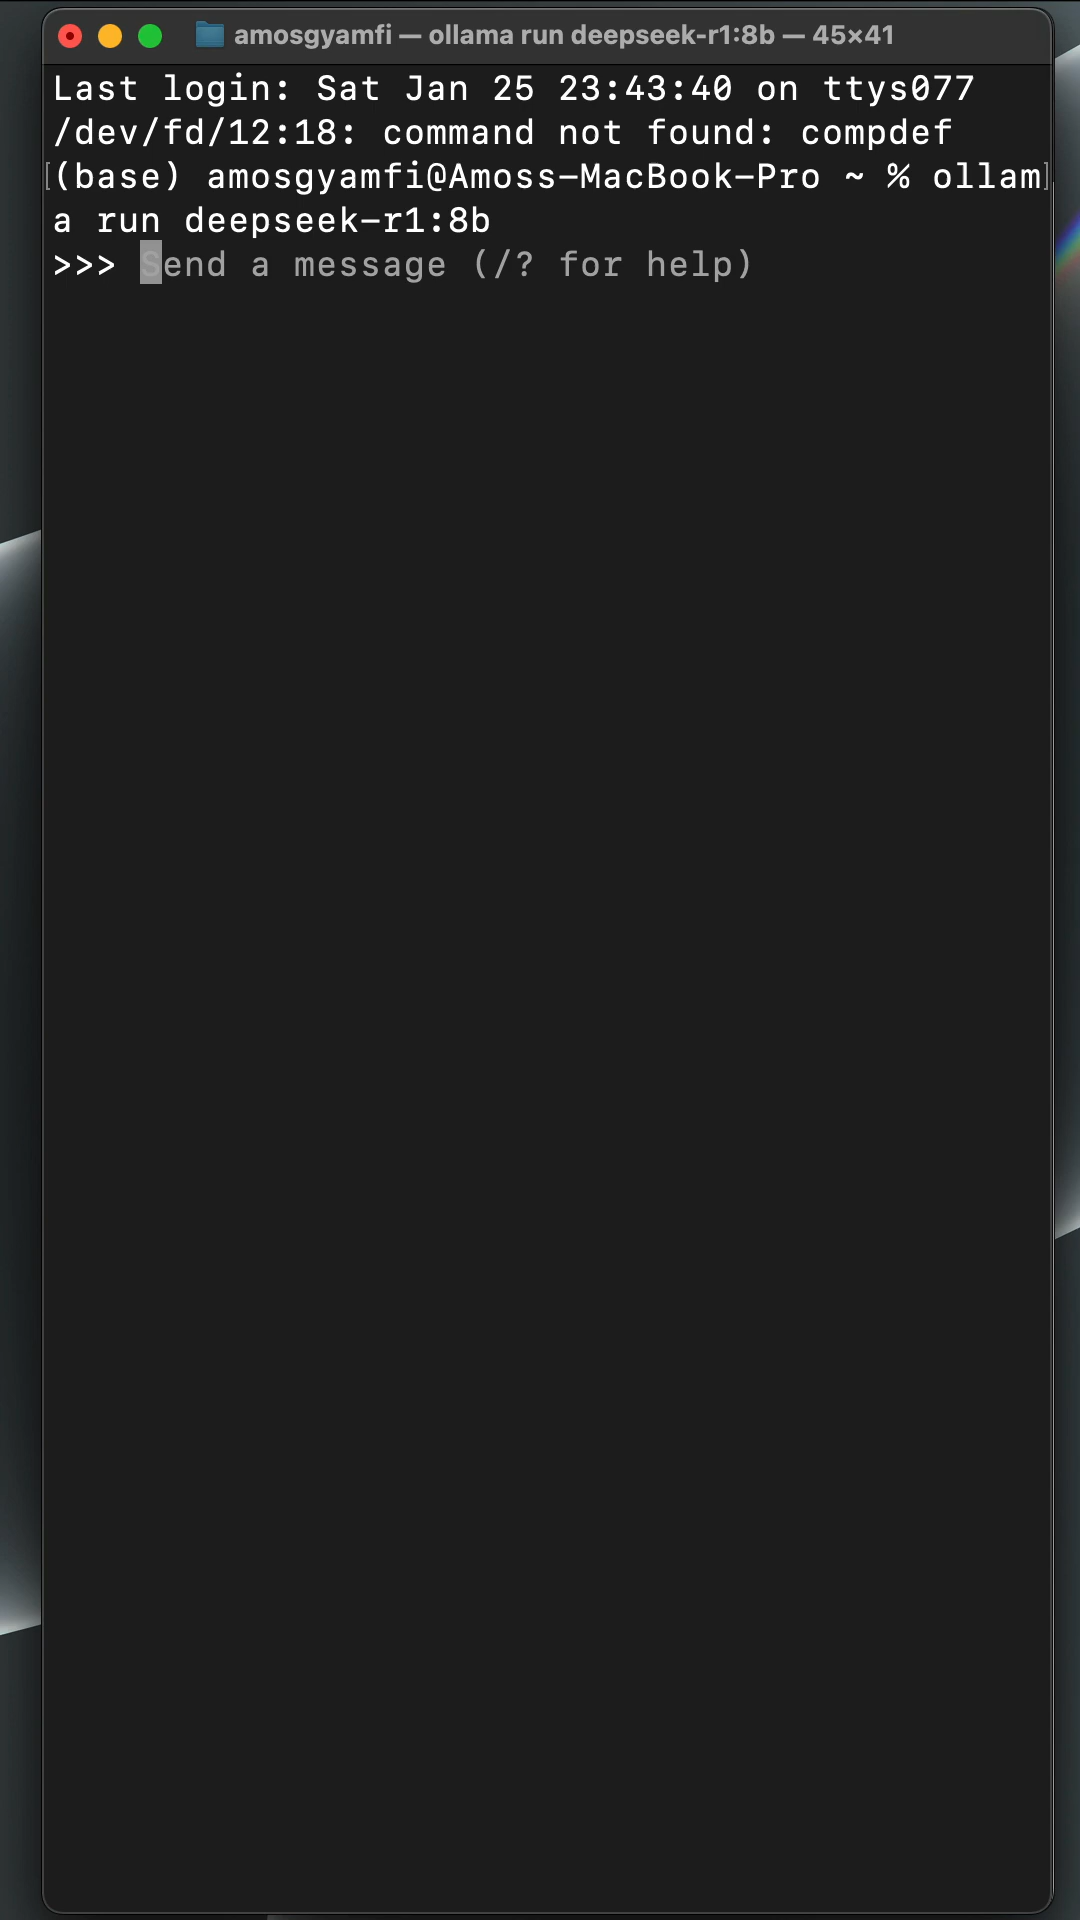 amosgyamfi — ollama run deepseek-r1:8b — 45×41
Last login: Sat Jan 25 23:43:40 on ttys077
/dev/fd/12:18: command not found: compdef
[(base) amosgyamfi@Amoss-MacBook-Pro ~ % ollam]
a run deepseek-r1:8b
>>> Send a message (/? for help)